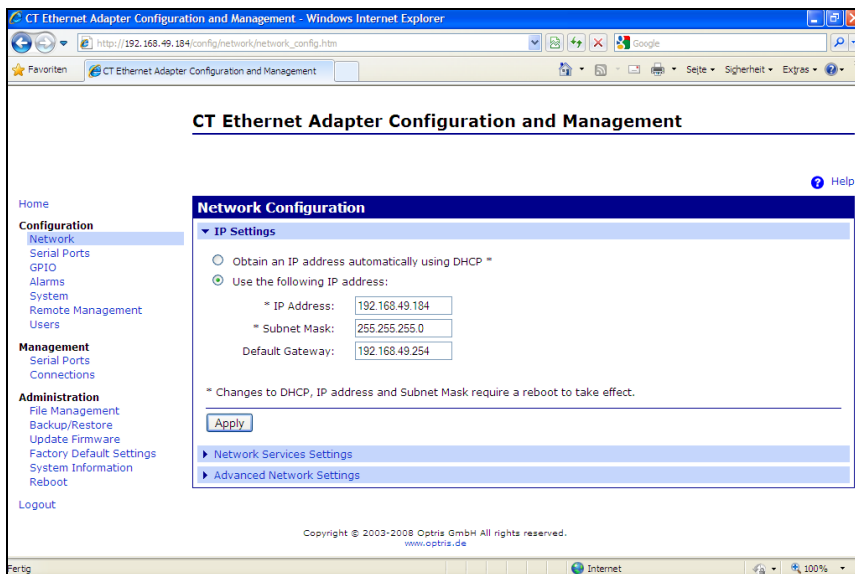 CT Ethernet Adapter Configuration and Management - Windows Internet Explorer
http://192.168.49.184/config/network/network_config.htm
Google
Favoriten
CT Ethernet Adapter Configuration and Management
Seite
Sicherheit
Extras
CT Ethernet Adapter Configuration and Management
Help
Home
Configuration
Network
Serial Ports
GPIO
Alarms
System
Remote Management
Users
Management
Serial Ports
Connections
Administration
File Management
Backup/Restore
Update Firmware
Factory Default Settings
System Information
Reboot
Logout
Network Configuration
IP Settings
Obtain an IP address automatically using DHCP *
Use the following IP address:
* IP Address: 192.168.49.184
* Subnet Mask: 255.255.255.0
Default Gateway: 192.168.49.254
* Changes to DHCP, IP address and Subnet Mask require a reboot to take effect.
Apply
Network Services Settings
Advanced Network Settings
Copyright © 2003-2008 Optris GmbH All rights reserved.
www.optris.de
Fertig
Internet
100%